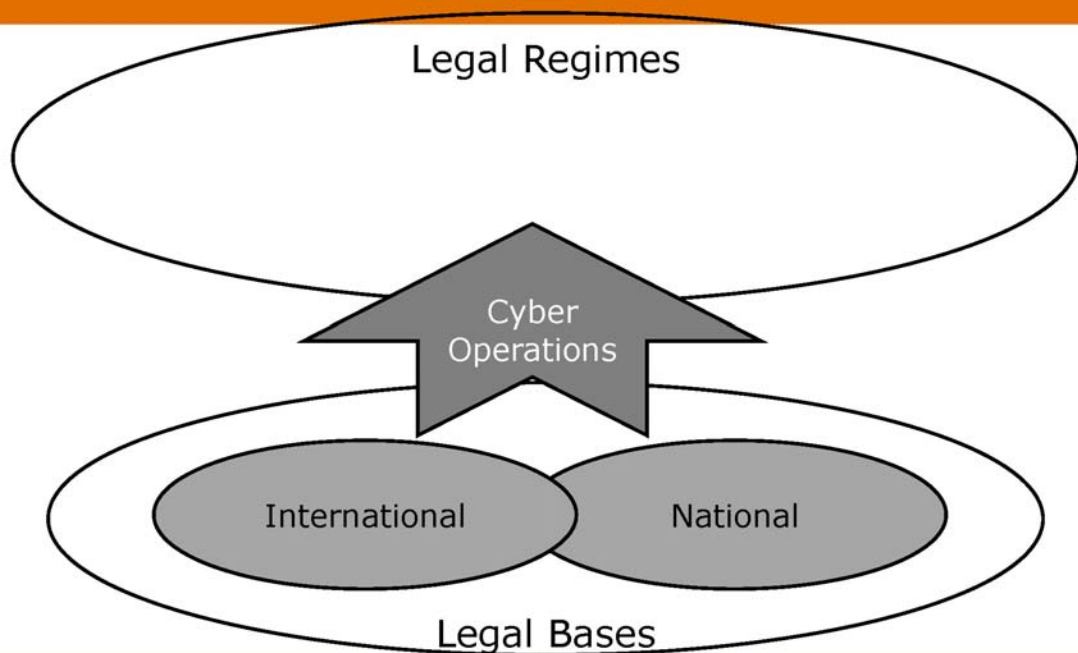 Legal Regimes
Cyber
Operations
International
National
Legal Bases